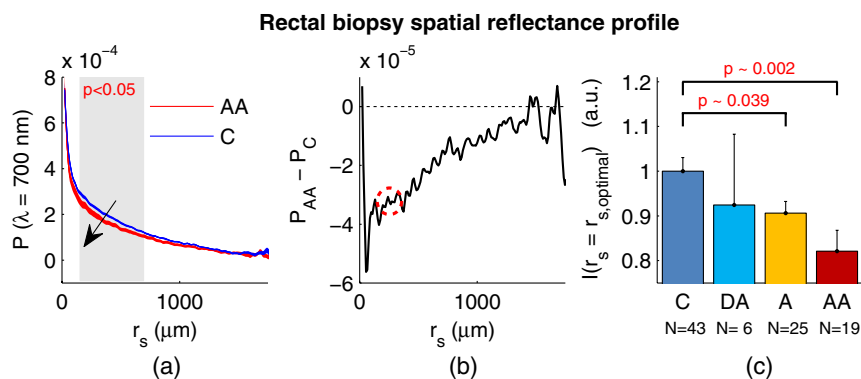 Rectal biopsy spatial reflectance profile
x 10⁻⁴
8
6
4
2
0
P (λ = 700 nm)
p<0.05
AA
C
0
1000
r_s (μm)
(a)
x 10⁻⁵
0
−2
−4
−6
P_AA − P_C
0
1000
r_s (μm)
(b)
1.2
1.1
1
0.9
0.8
I(r_s = r_s,optimal) (a.u.)
p ~ 0.002
p ~ 0.039
C DA A AA
N=43 N= 6 N=25 N=19
(c)